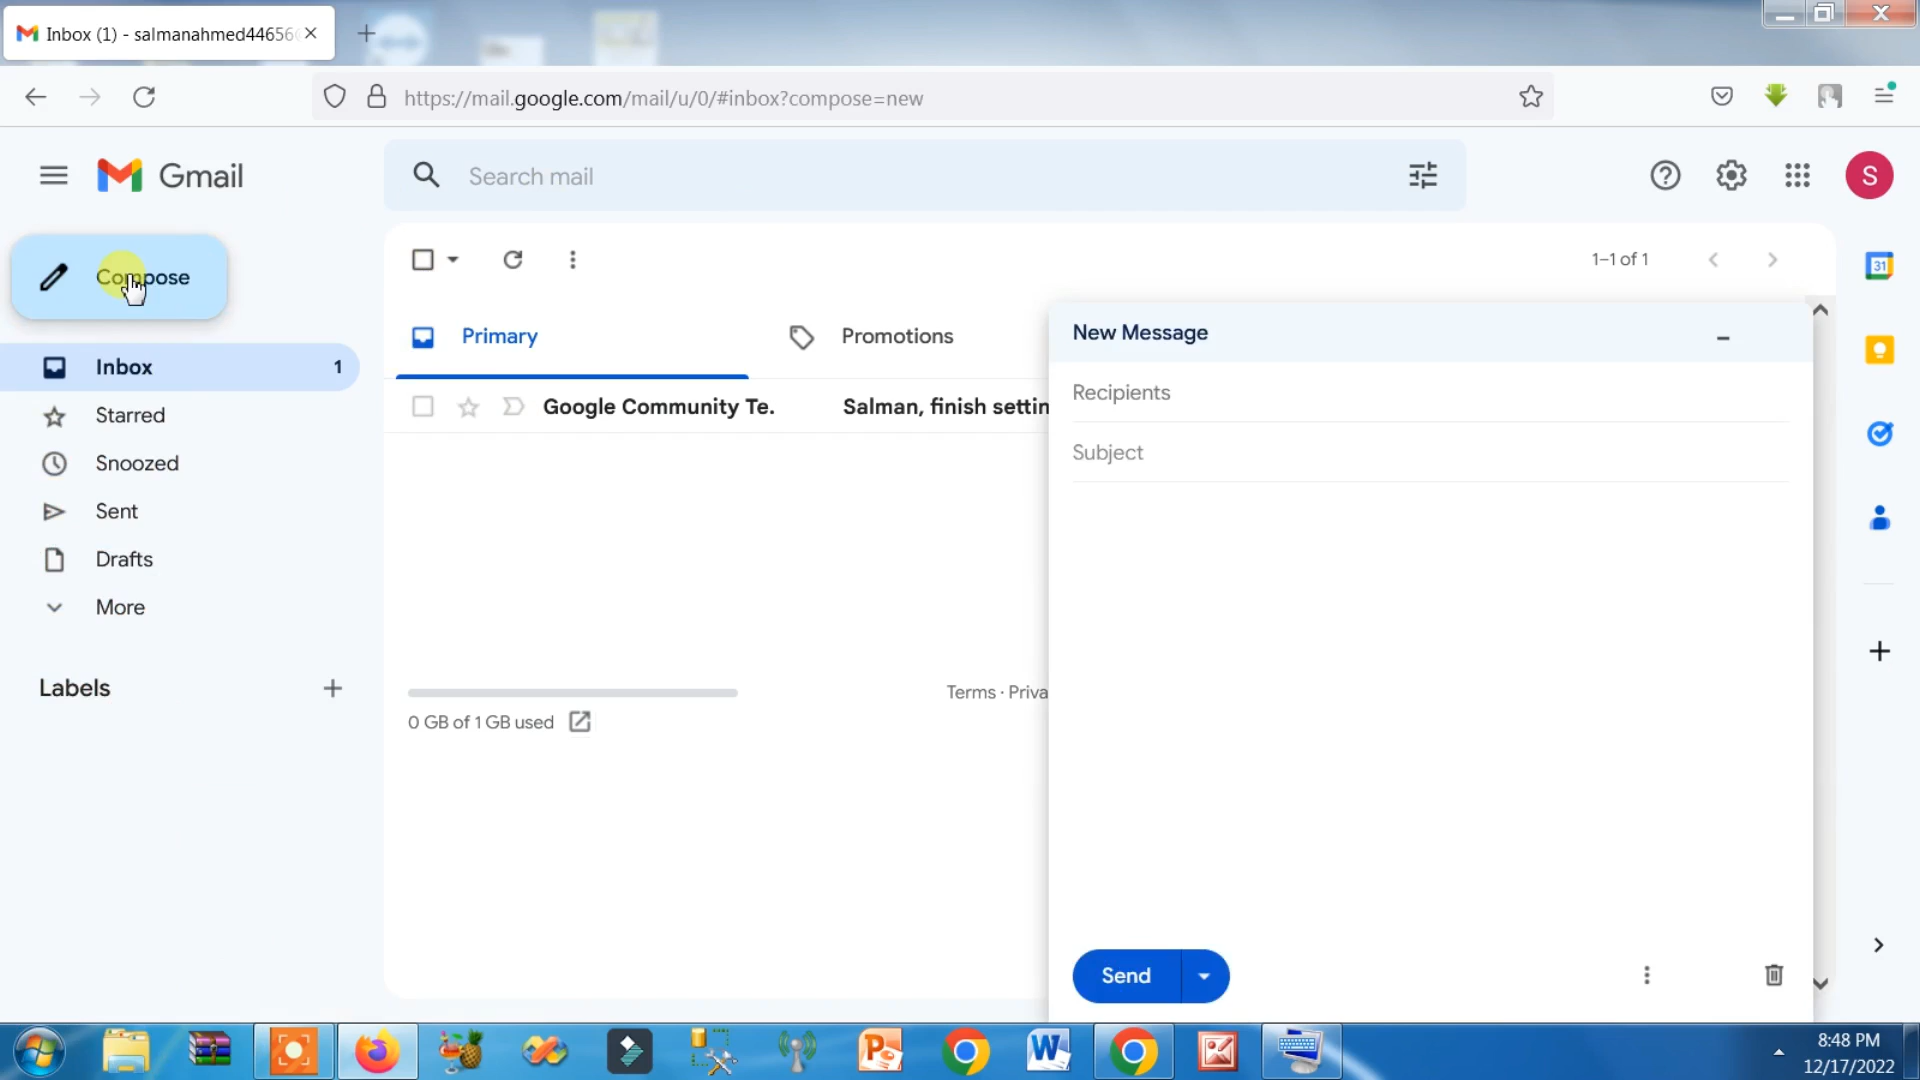 Inbox (1) - salmanahmed44656
https://mail.google.com/mail/u/0/#inbox?compose=new
Gmail
Search mail
S
Compose
1–1 of 1
31
Primary
Promotions
New Message
Inbox 1
Recipients
Starred
Google Community Te.
Salman, finish settin
Subject
Snoozed
Sent
Drafts
More
Labels
Terms · Priva
0 GB of 1 GB used
Send
P
W
8:48 PM
12/17/2022